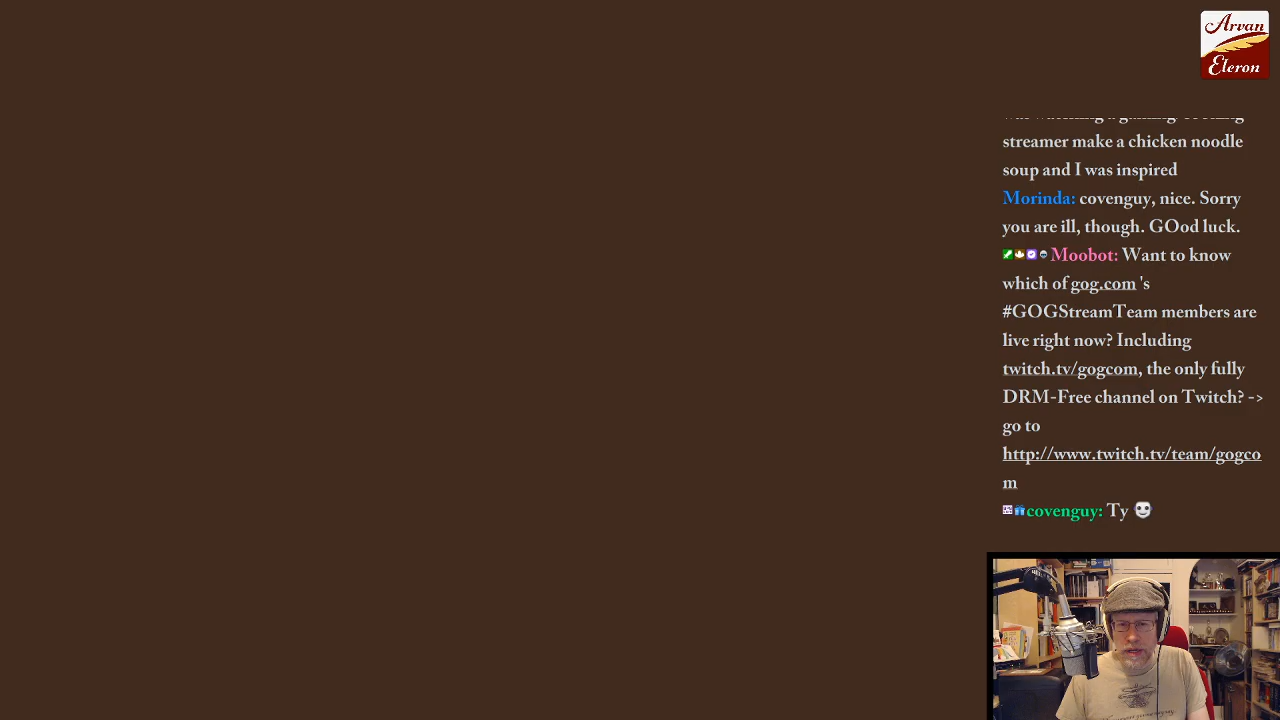 Arvan
Eleron
streamer make a chicken noodle
soup and I was inspired
Morinda: covenguy, nice. Sorry
you are ill, though. GOod luck.
Moobot: Want to know
which of gog.com 's
#GOGStreamTeam members are
live right now? Including
twitch.tv/gogcom, the only fully
DRM-Free channel on Twitch? ->
go to
http://www.twitch.tv/team/gogco
m
covenguy: Ty